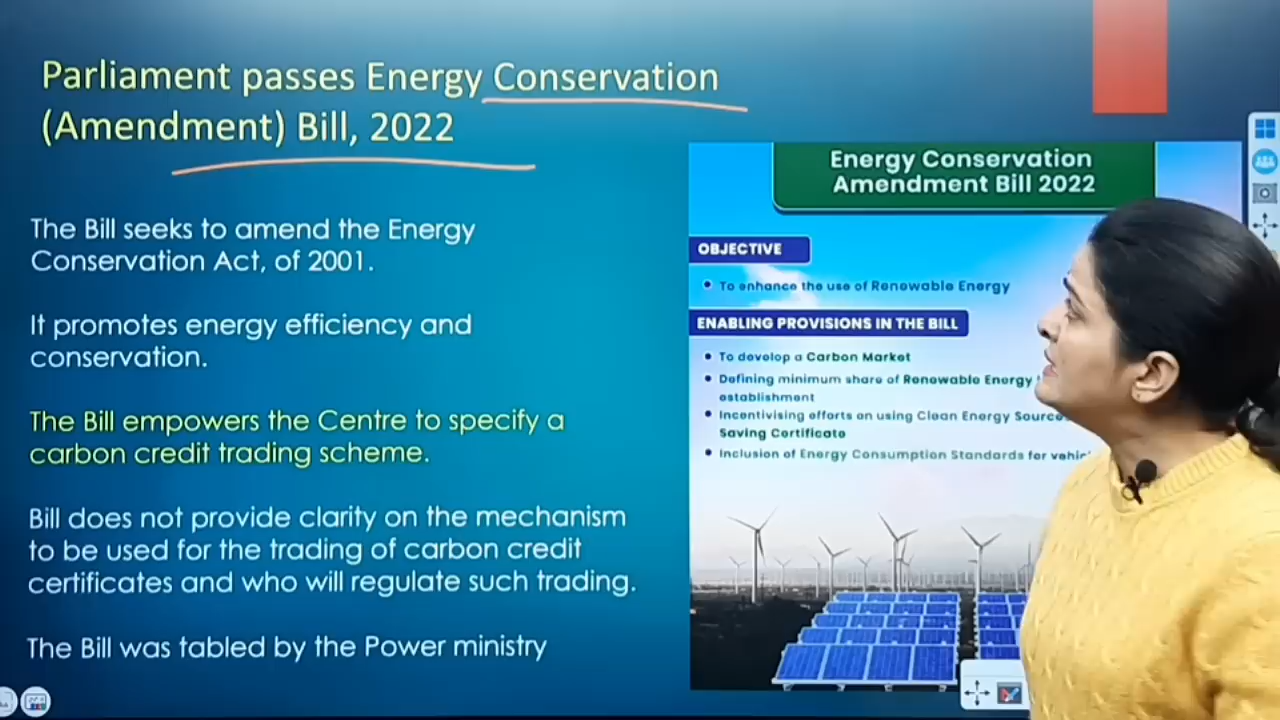 Parliament passes Energy Conservation
(Amendment) Bill, 2022
The Bill seeks to amend the Energy
Conservation Act, of 2001.
It promotes energy efficiency and
conservation.
The Bill empowers the Centre to specify a
carbon credit trading scheme.
Bill does not provide clarity on the mechanism
to be used for the trading of carbon credit
certificates and who will regulate such trading.
The Bill was tabled by the Power ministry
Energy Conservation
Amendment Bill 2022
OBJECTIVE
To enhance the use of Renewable Energy
ENABLING PROVISIONS IN THE BILL
To develop a Carbon Market
Defining minimum share of Renewable Energy
establishment
Incentivising efforts on using Clean Energy
Saving Certificate
Inclusion of Energy Consumption Standards for